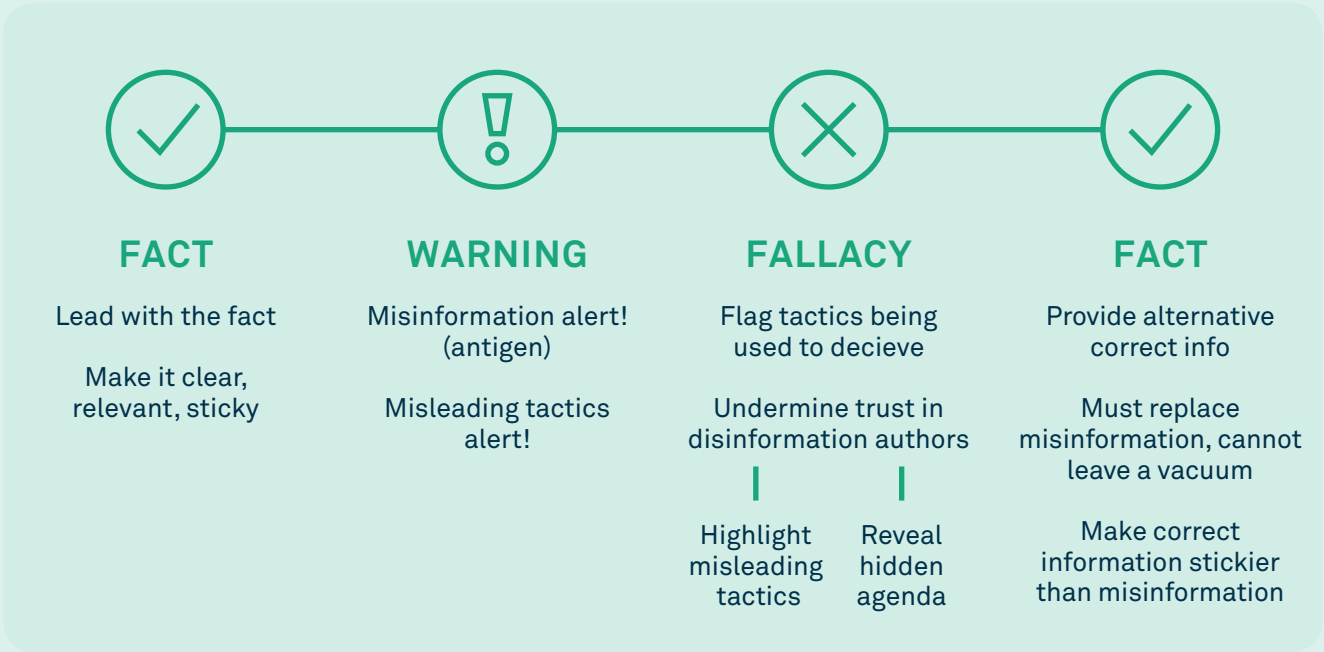 FACT
Lead with the fact
Make it clear,
relevant, sticky
WARNING
Misinformation alert!
(antigen)
Misleading tactics
alert!
FALLACY
Flag tactics being
used to decieve
Undermine trust in
disinformation authors
Highlight
misleading
tactics
Reveal
hidden
agenda
FACT
Provide alternative
correct info
Must replace
misinformation, cannot
leave a vacuum
Make correct
information stickier
than misinformation